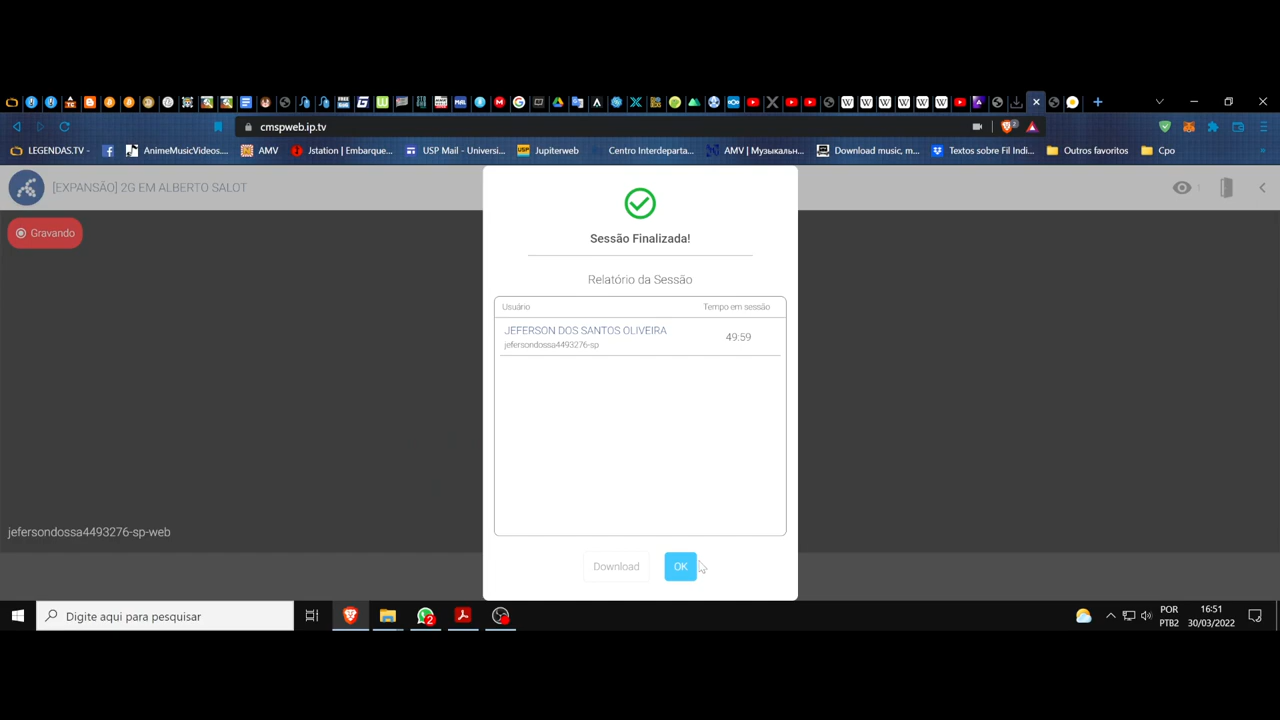 cmspweb.ip.tv
2
LEGENDAS.TV -
AnimeMusicVideos....
AMV
Jstation | Embarque...
USP Mail - Universi...
Jupiterweb
Centro Interdeparta...
AMV | Музыкальн...
Download music, m...
Textos sobre Fil Indi...
Outros favoritos
Cpo
[EXPANSÃO] 2G EM ALBERTO SALOT
1
Gravando
Sessão Finalizada!
Relatório da Sessão
Usuário
Tempo em sessão
JEFERSON DOS SANTOS OLIVEIRA
49:59
jefersondossa4493276-sp
jefersondossa4493276-sp-web
Download
OK
Digite aqui para pesquisar
2
POR
PTB2
16:51
30/03/2022